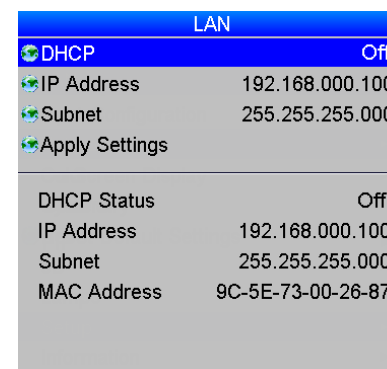 LAN
DHCP Off
IP Address 192.168.000.100
Subnet 255.255.255.000
Apply Settings
DHCP Status Off
IP Address 192.168.000.100
Subnet 255.255.255.000
MAC Address 9C-5E-73-00-26-87